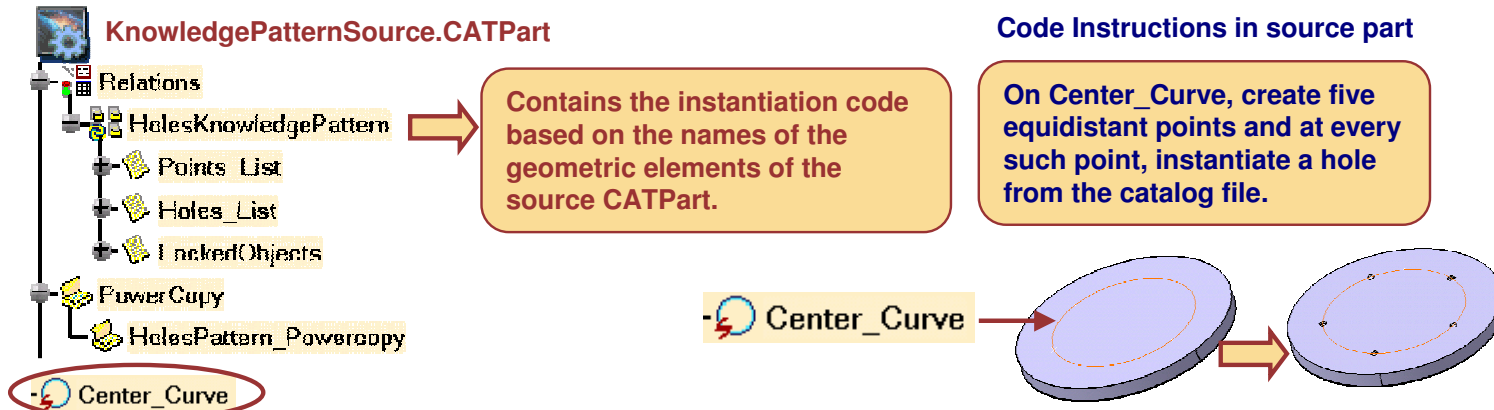 KnowledgePatternSource.CATPart
Relations
HolesKnowledgePattern
Points_List
Holes_List
LockedObjects
PowerCopy
HolesPattern_Powercopy
Center_Curve
Contains the instantiation code
based on the names of the
geometric elements of the
source CATPart.
Code Instructions in source part
On Center_Curve, create five
equidistant points and at every
such point, instantiate a hole
from the catalog file.
Center_Curve